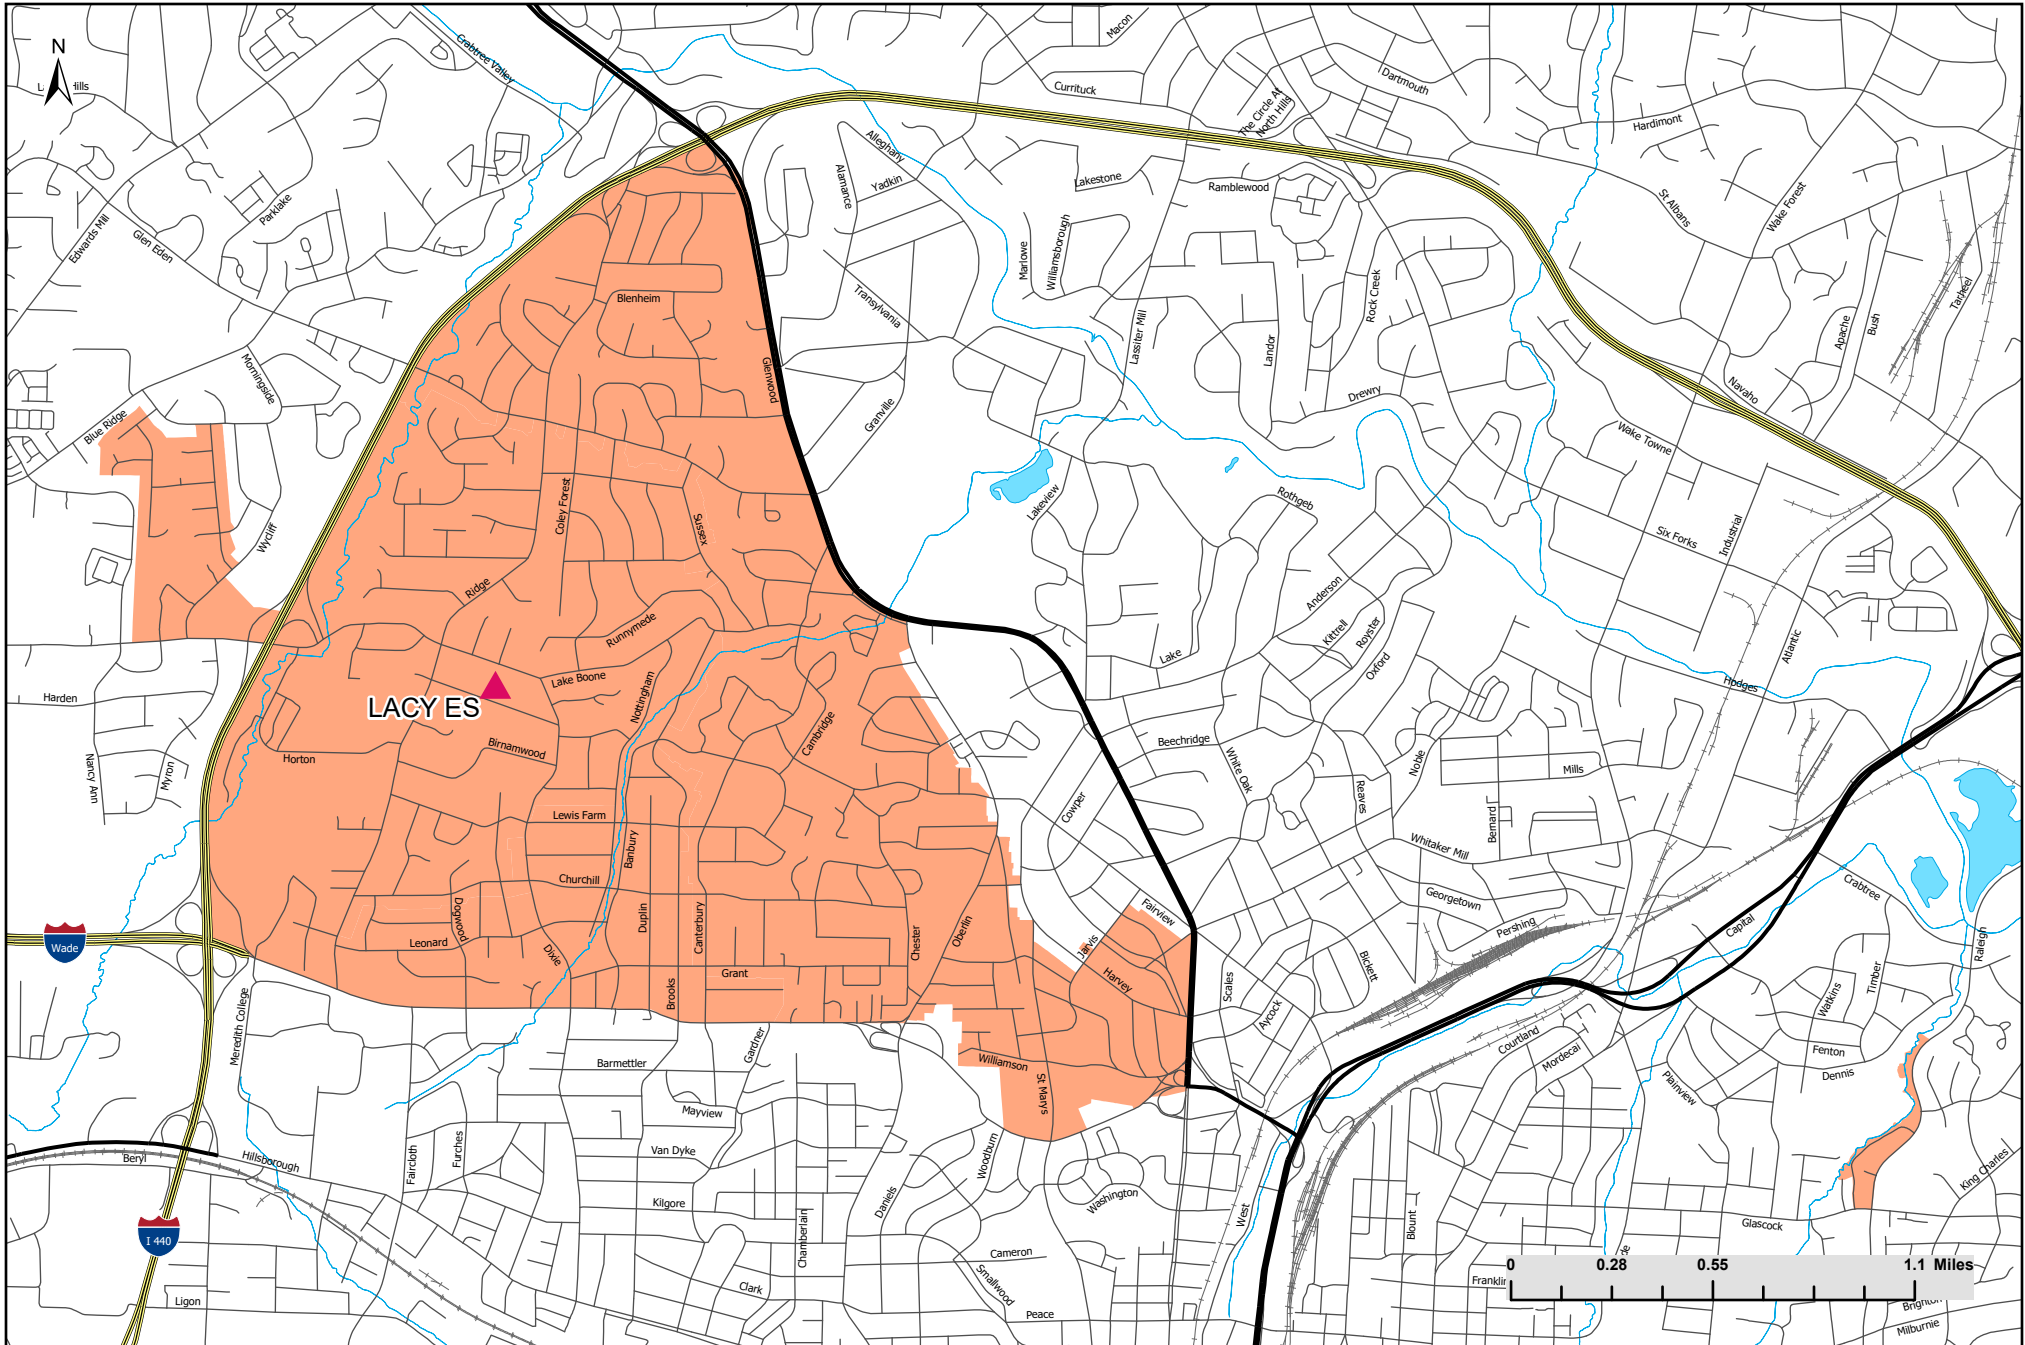 N
Crabtree Valley
Macon
Currituck
Dartmouth
The Circle At
North Hills
Hardimont
Alleghany
Yadkin
Alamance
Lakestone
Ramblewood
St Albans
Wake Forest
Parklake
Edwards Mill
Glen Eden
Marlowe
Williamsborough
Blenheim
Transylvania
Rock Creek
Tarheel
Lassiter Mill
Landor
Apache
Bush
Morningside
Glenwood
Granville
Drewry
Navaho
Blue Ridge
Wake Towne
Coley Forest
Sussex
Lakeview
Rothgeb
Wycliff
Six Forks
Industrial
Ridge
Anderson
Runnymede
Kittrell
Royster
Oxford
Atlantic
Lake
Lake Boone
Hodges
Harden
LACY ES
Nottingham
Cambridge
Birnamwood
Beechridge
White Oak
Horton
Nancy Ann
Myron
Noble
Mills
Reaves
Cowper
Bernard
Lewis Farm
Banbury
Whitaker Mill
Churchill
Georgetown
Crabtree
Dogwood
Duplin
Canterbury
Fairview
Pershing
Capital
Chester
Oberlin
Leonard
Dixie
Jarvis
Raleigh
Wade
Grant
Harvey
Bickett
Brooks
Scales
Aycock
Watkins
Timber
Meredith College
Gardner
Courtland
Mordecai
Fenton
Barmettler
Williamson
Dennis
St Marys
Plainview
Mayview
Furches
Faircloth
Van Dyke
Woodburn
Beryl
Hillsborough
King Charles
Kilgore
Daniels
Washington
West
Blount
Chamberlain
Glascock
I 440
Cameron
0 0.28 0.55 1.1 Miles
Clark
Smallwood
Ligon
Peace
Milburnie